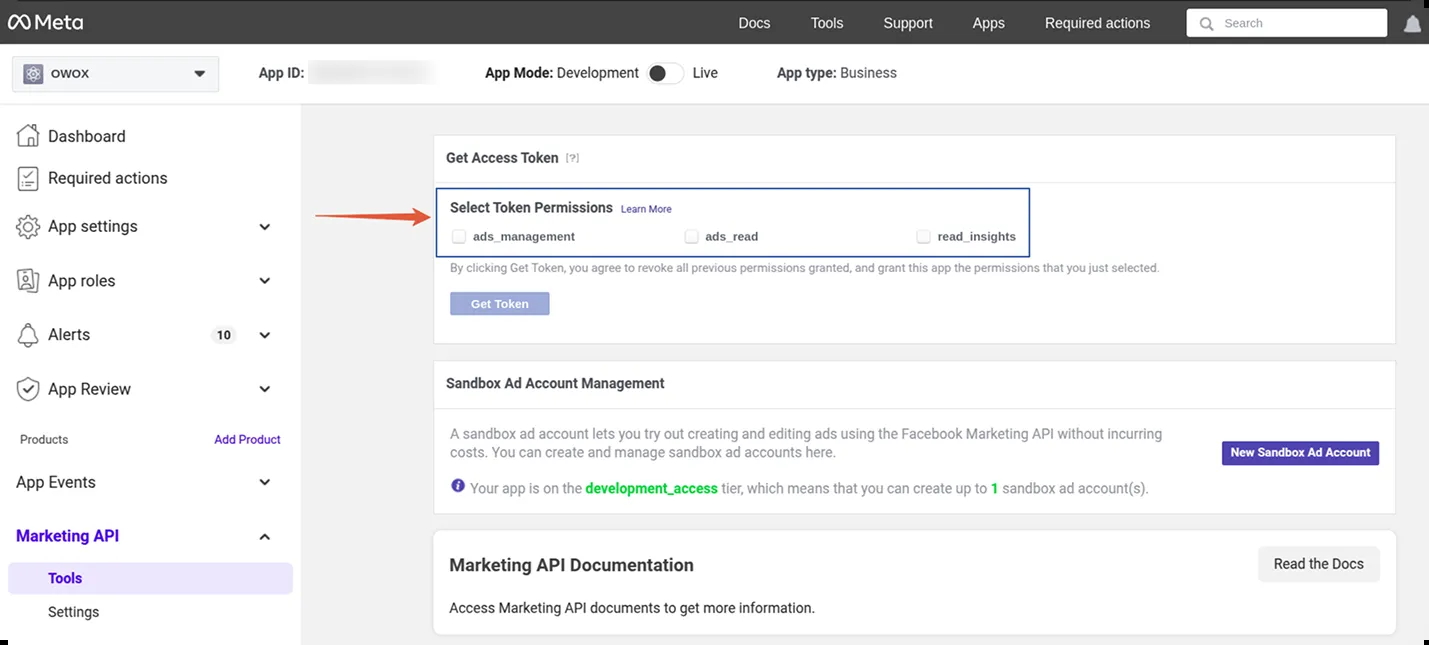 Meta
Docs Tools Support Apps Required actions Search
owox
App ID:
App Mode: Development Live
App type: Business
Dashboard
Required actions
App settings
App roles
Alerts 10
App Review
Products Add Product
App Events
Marketing API
Tools
Settings
Get Access Token [?]
Select Token Permissions Learn More
ads_management ads_read read_insights
By clicking Get Token, you agree to revoke all previous permissions granted, and grant this app the permissions that you just selected.
Get Token
Sandbox Ad Account Management
A sandbox ad account lets you try out creating and editing ads using the Facebook Marketing API without incurring
costs. You can create and manage sandbox ad accounts here.
New Sandbox Ad Account
Your app is on the development_access tier, which means that you can create up to 1 sandbox ad account(s).
Marketing API Documentation
Read the Docs
Access Marketing API documents to get more information.